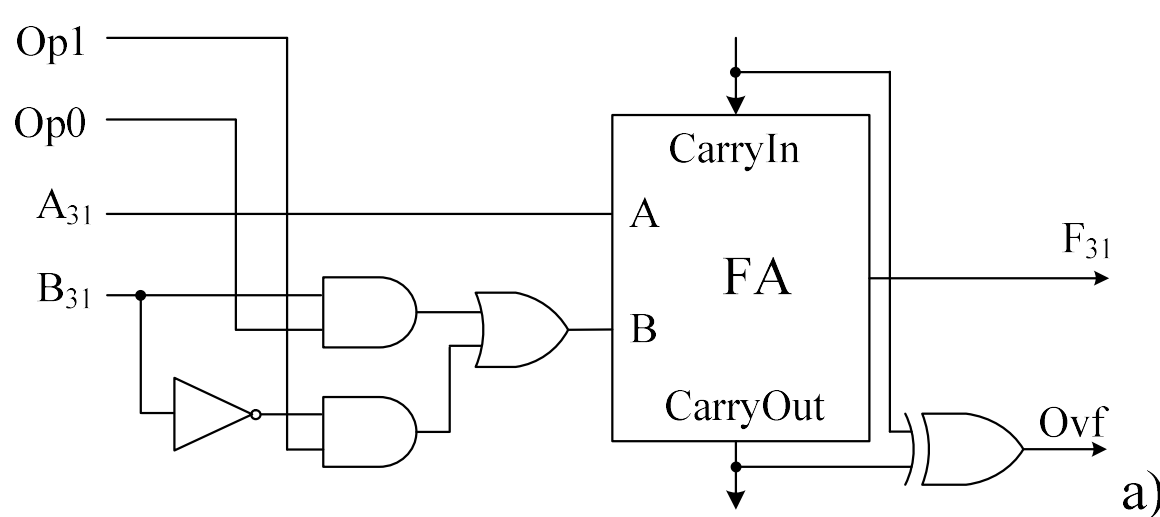 Op1
Op0
A31
B31
CarryIn
A
FA
B
CarryOut
F31
Ovf
a)